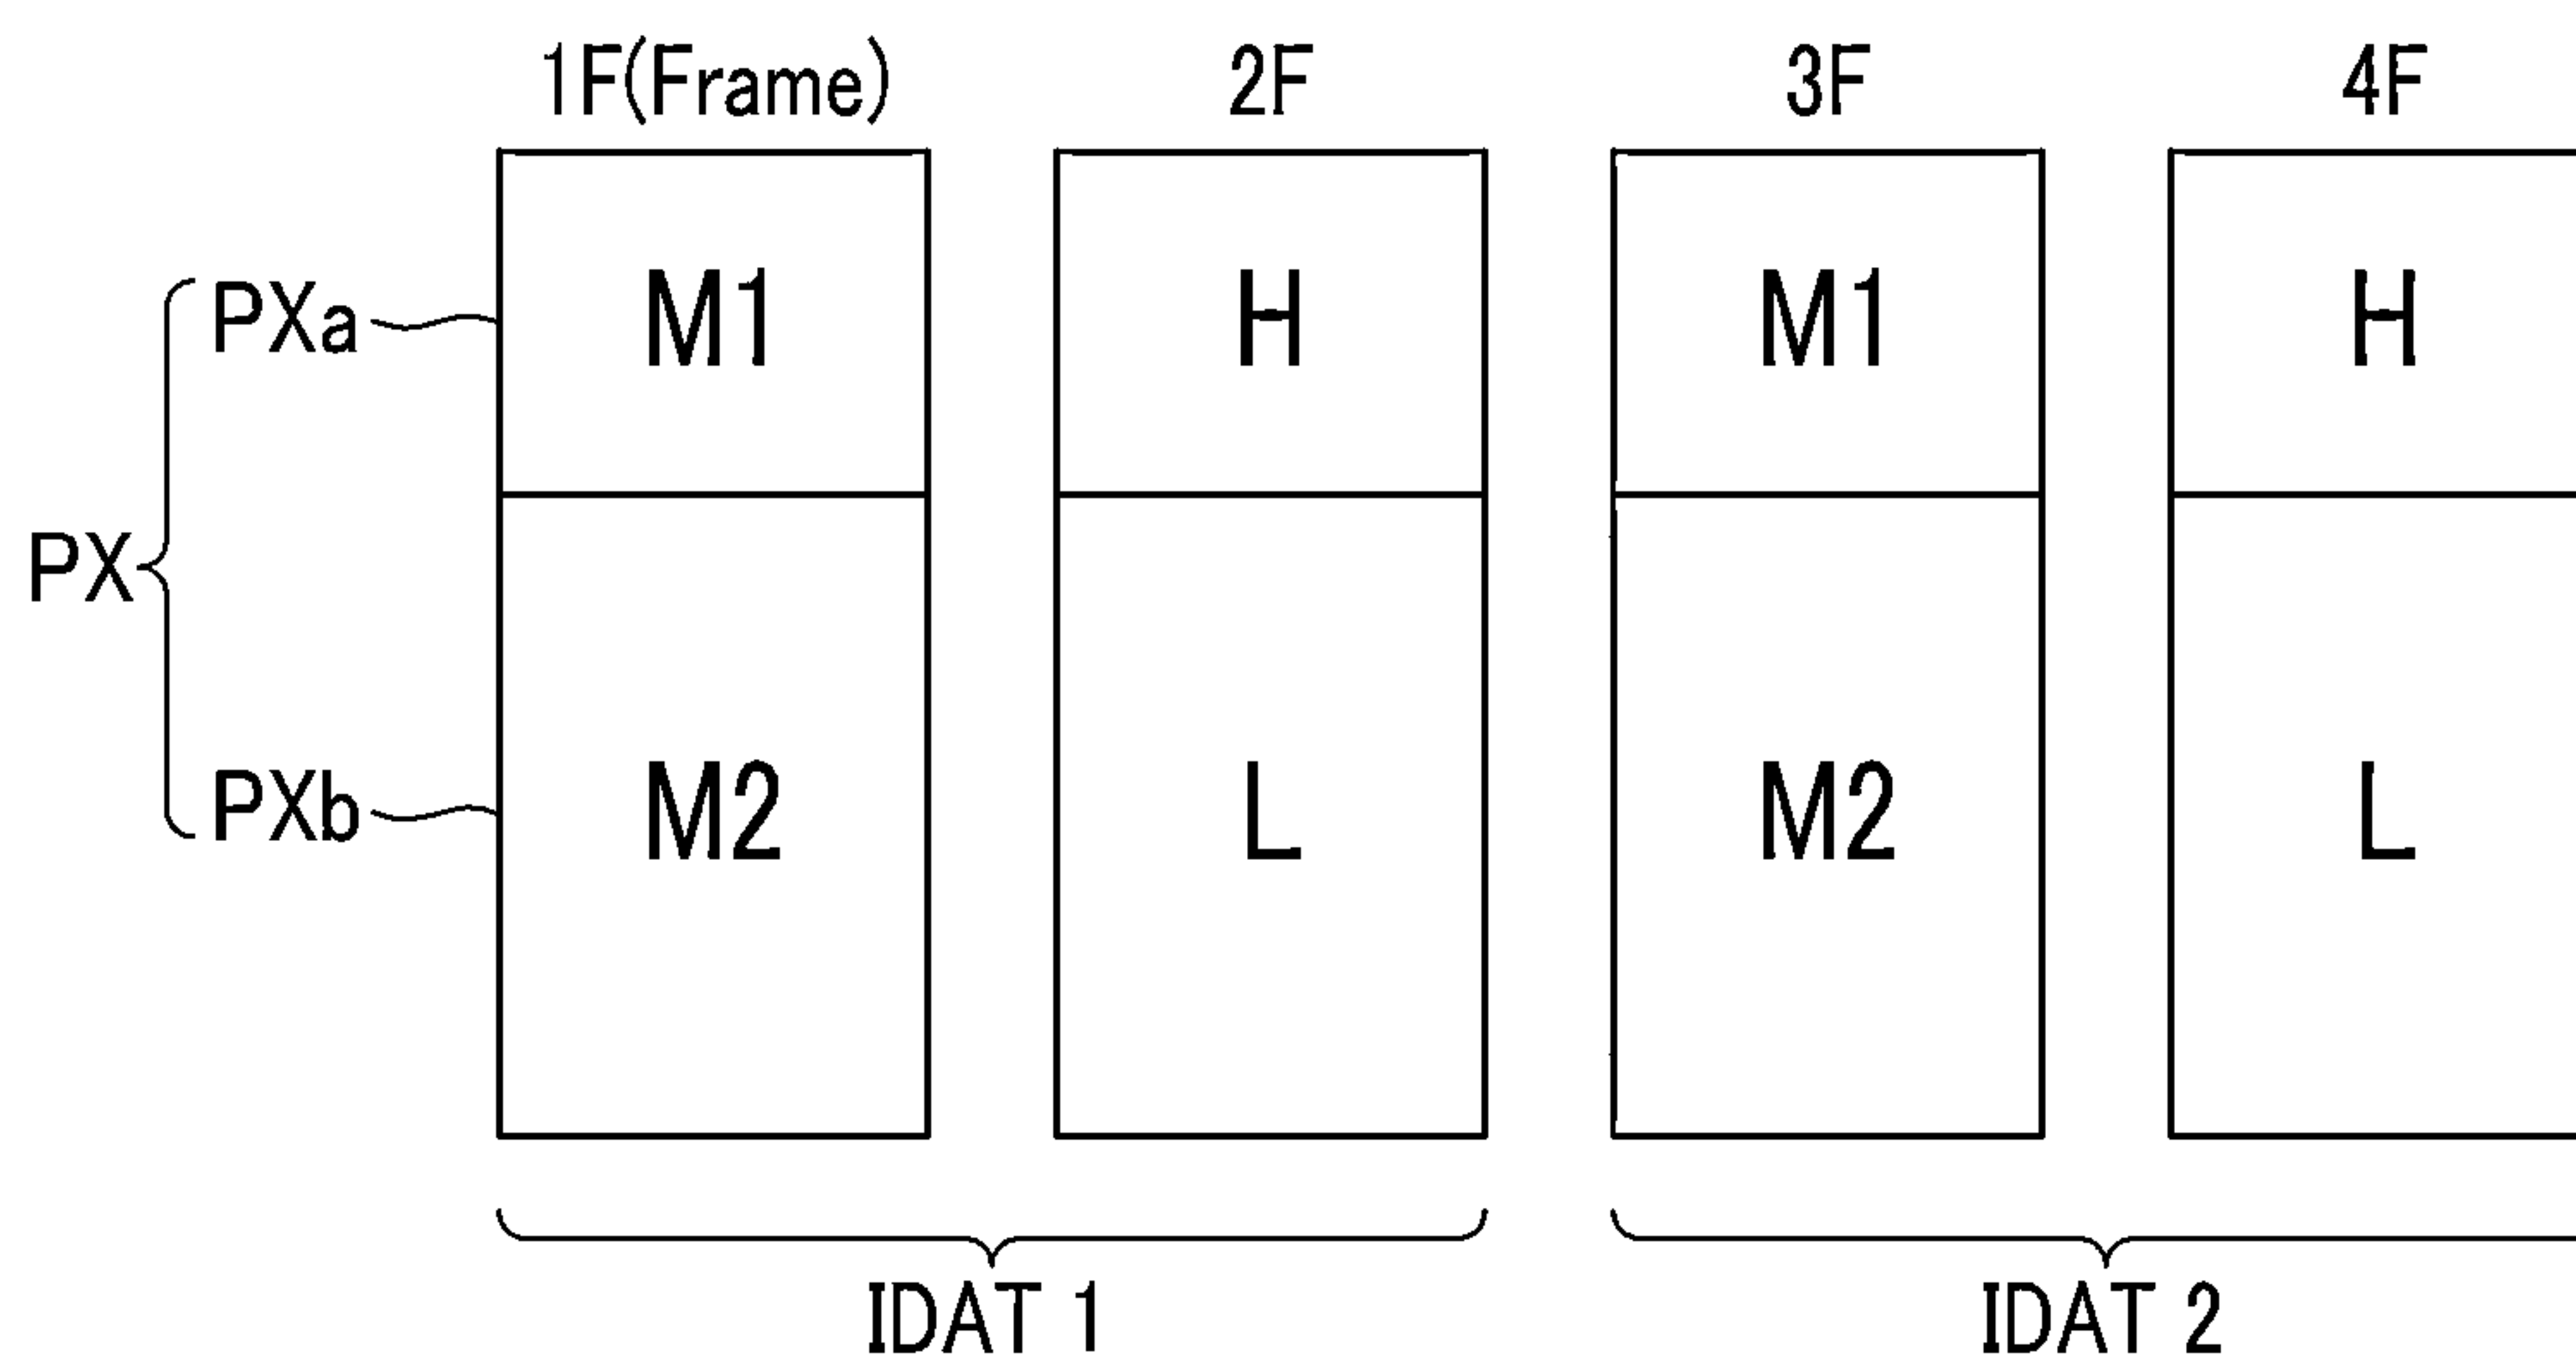 1F(Frame) 2F 3F 4F
PXa M1 H M1 H
PX
PXb M2 L M2 L
IDAT 1 IDAT 2